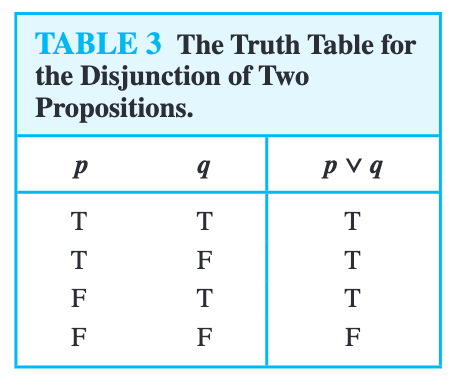 TABLE 3 The Truth Table for
the Disjunction of Two
Propositions.
p q p ∨ q
T T T
T F T
F T T
F F F